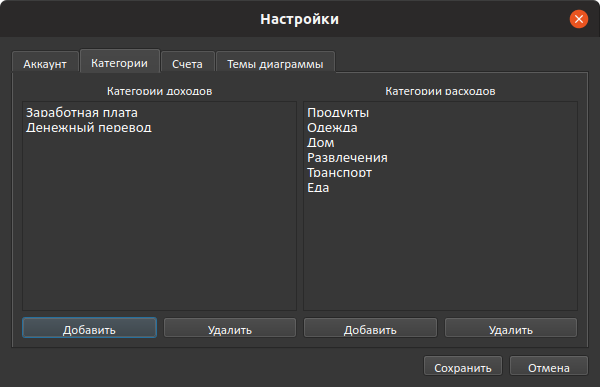 Настройки
Аккаунт
Категории
Счета
Темы диаграммы
Категории доходов
Категории расходов
Заработная плата
Денежный перевод
Продукты
Одежда
Дом
Развлечения
Транспорт
Еда
Добавить
Удалить
Добавить
Удалить
Сохранить
Отмена